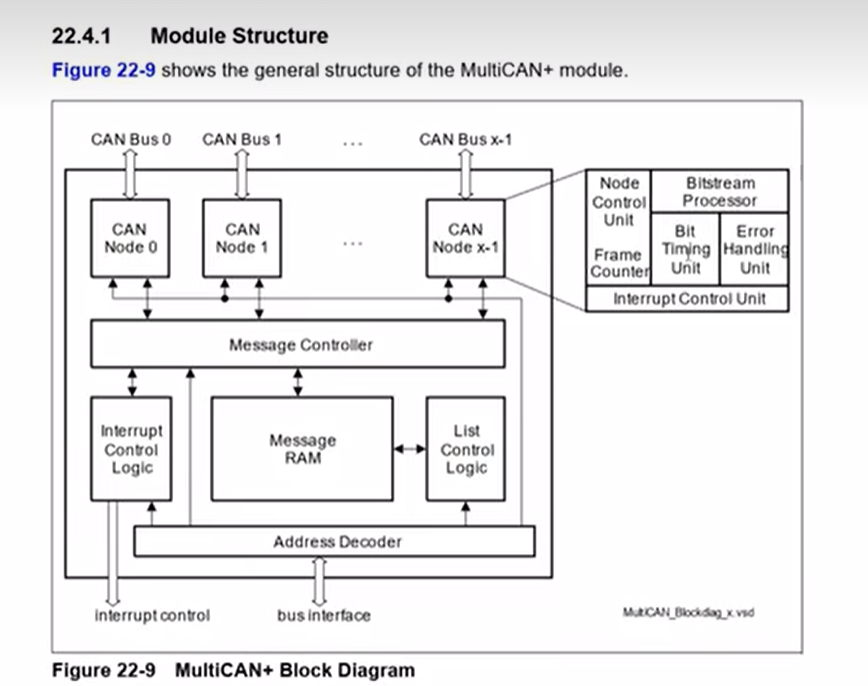 22.4.1 Module Structure
Figure 22-9 shows the general structure of the MultiCAN+ module.
CAN Bus 0 CAN Bus 1 ... CAN Bus x-1
CAN
Node 0
CAN
Node 1
...
CAN
Node x-1
Node
Control
Unit
Frame
Counter
Bitstream
Processor
Bit
Timing
Unit
Error
Handling
Unit
Interrupt Control Unit
Message Controller
Interrupt
Control
Logic
Message
RAM
List
Control
Logic
Address Decoder
interrupt control
bus interface
MultiCAN_Blockdiag_x.vsd
Figure 22-9 MultiCAN+ Block Diagram